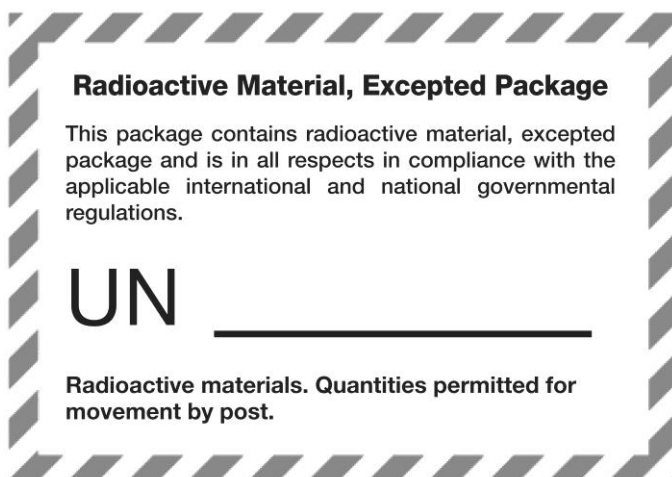 Radioactive Material, Excepted Package
This package contains radioactive material, excepted
package and is in all respects in compliance with the
applicable international and national governmental
regulations.
UN
Radioactive materials. Quantities permitted for
movement by post.